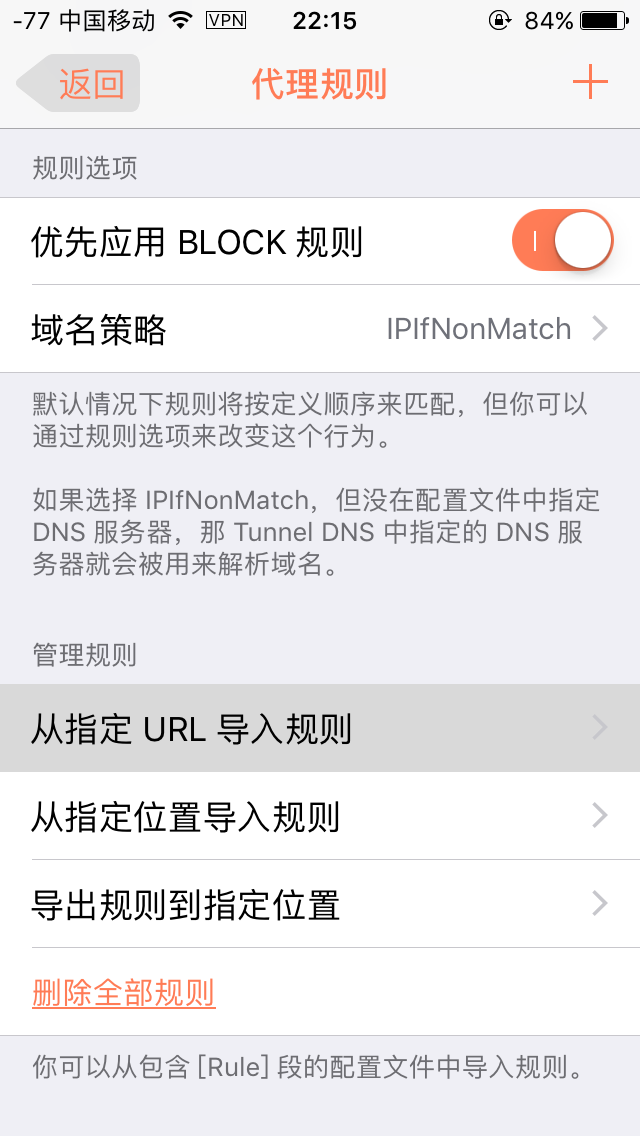 -77 中国移动 VPN 22:15 84%
返回 代理规则
规则选项
优先应用 BLOCK 规则
域名策略 IPIfNonMatch
默认情况下规则将按定义顺序来匹配，但你可以
通过规则选项来改变这个行为。
如果选择 IPIfNonMatch，但没在配置文件中指定
DNS 服务器，那 Tunnel DNS 中指定的 DNS 服
务器就会被用来解析域名。
管理规则
从指定 URL 导入规则
从指定位置导入规则
导出规则到指定位置
删除全部规则
你可以从包含 [Rule] 段的配置文件中导入规则。